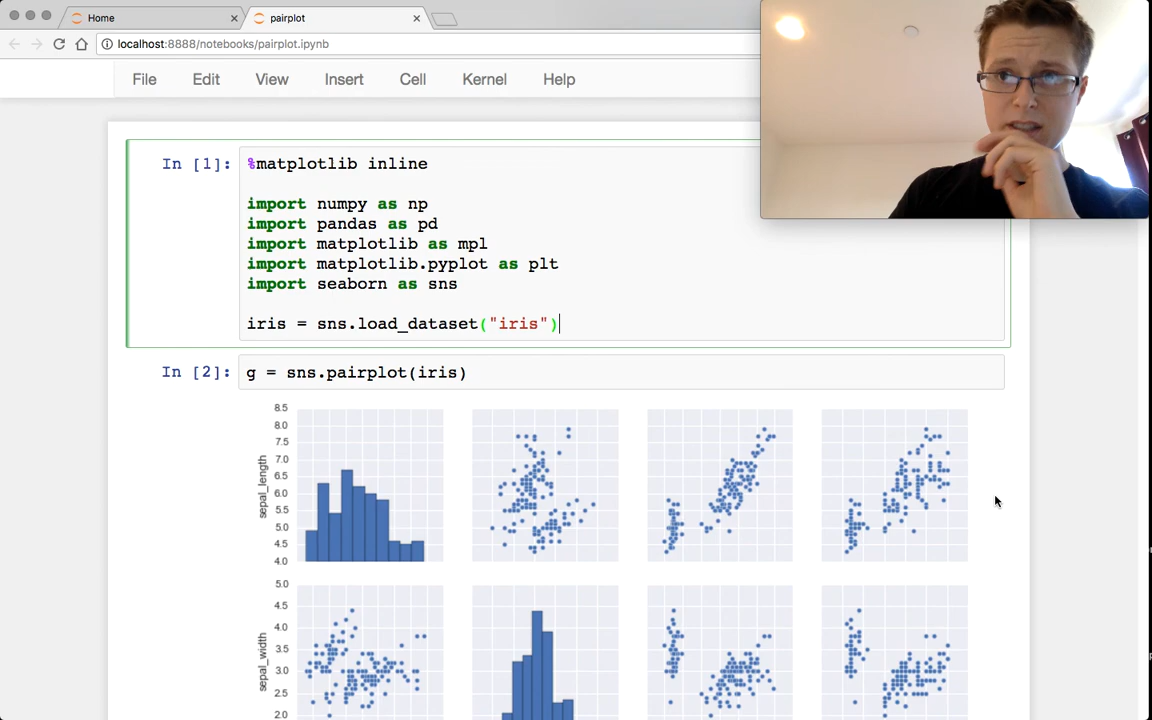 Home
pairplot
localhost:8888/notebooks/pairplot.ipynb
File Edit View Insert Cell Kernel Help
In [1]:
%matplotlib inline
import numpy as np
import pandas as pd
import matplotlib as mpl
import matplotlib.pyplot as plt
import seaborn as sns
iris = sns.load_dataset("iris")
In [2]:
g = sns.pairplot(iris)
sepal_length
8.5
8.0
7.5
7.0
6.5
6.0
5.5
5.0
4.5
4.0
sepal_width
5.0
4.5
4.0
3.5
3.0
2.5
2.0